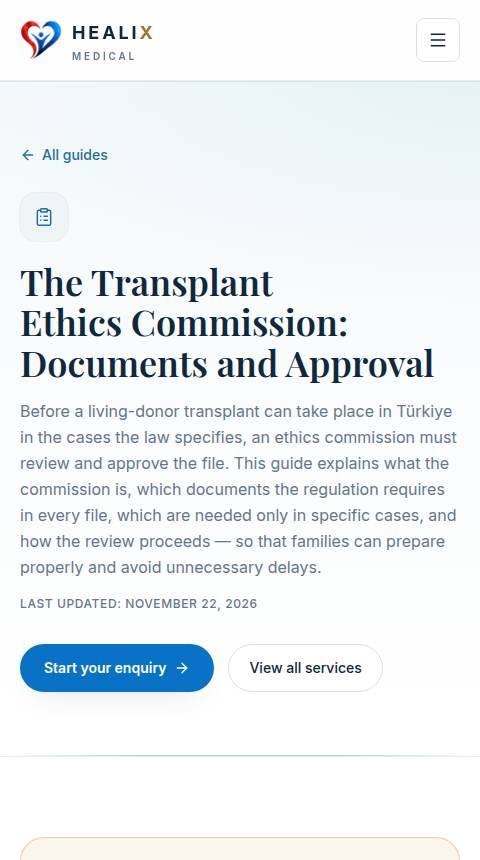 HEALIX
MEDICAL
All guides
The Transplant
Ethics Commission:
Documents and Approval
Before a living-donor transplant can take place in Türkiye
in the cases the law specifies, an ethics commission must
review and approve the file. This guide explains what the
commission is, which documents the regulation requires
in every file, which are needed only in specific cases, and
how the review proceeds — so that families can prepare
properly and avoid unnecessary delays.
LAST UPDATED: NOVEMBER 22, 2026
Start your enquiry
View all services